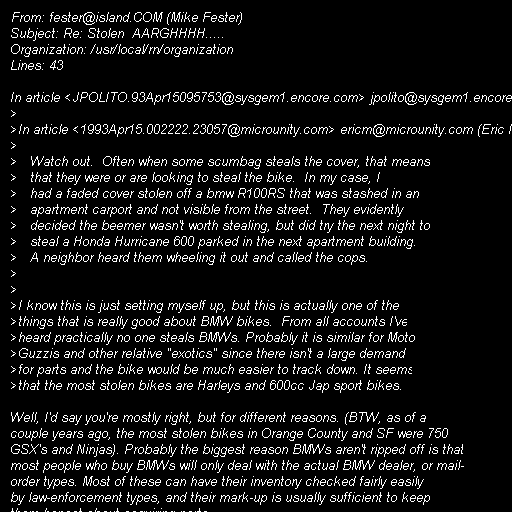 From: fester@island.COM (Mike Fester)
Subject: Re: Stolen  AARGHHHH.....
Organization: /usr/local/rn/organization
Lines: 43

In article <JPOLITO.93Apr15095753@sysgem1.encore.com> jpolito@sysgem1.encore
>
>In article <1993Apr15.002222.23057@microunity.com> ericm@microunity.com (Eric
>
>   Watch out.  Often when some scumbag steals the cover, that means
>   that they were or are looking to steal the bike.  In my case, I
>   had a faded cover stolen off a bmw R100RS that was stashed in an
>   apartment carport and not visible from the street.  They evidently
>   decided the beemer wasn't worth stealing, but did try the next night to
>   steal a Honda Hurricane 600 parked in the next apartment building.
>   A neighbor heard them wheeling it out and called the cops.
>
>
>I know this is just setting myself up, but this is actually one of the
>things that is really good about BMW bikes.  From all accounts I've
>heard practically no one steals BMWs. Probably it is similar for Moto
>Guzzis and other relative "exotics" since there isn't a large demand
>for parts and the bike would be much easier to track down. It seems
>that the most stolen bikes are Harleys and 600cc Jap sport bikes.

Well, I'd say you're mostly right, but for different reasons. (BTW, as of a
couple years ago, the most stolen bikes in Orange County and SF were 750
GSX's and Ninjas). Probably the biggest reason BMWs aren't ripped off is that
most people who buy BMWs will only deal with the actual BMW dealer, or mail-
order types. Most of these can have their inventory checked fairly easily
by law-enforcement types, and their mark-up is usually sufficient to keep
them honest about acquiring parts